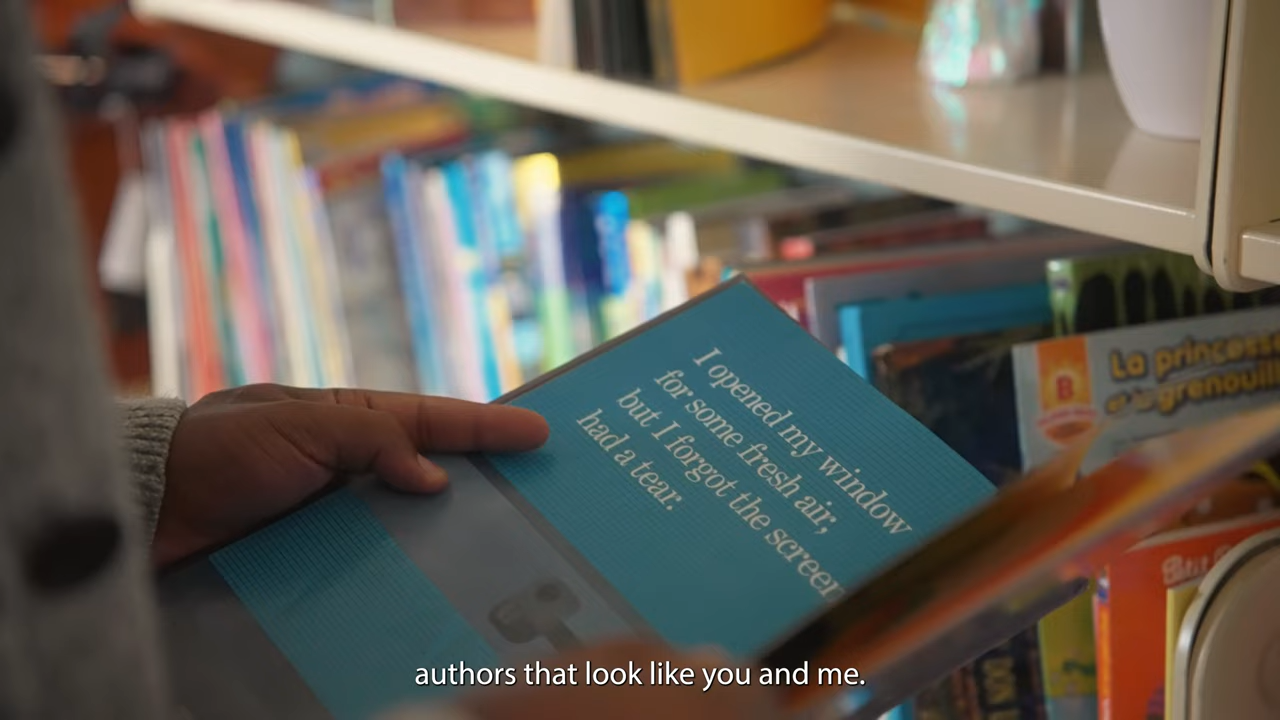 I opened my window
for some fresh air,
but I forgot the screen
had a tear.
B
La princesse
et la grenouille
authors that look like you and me.